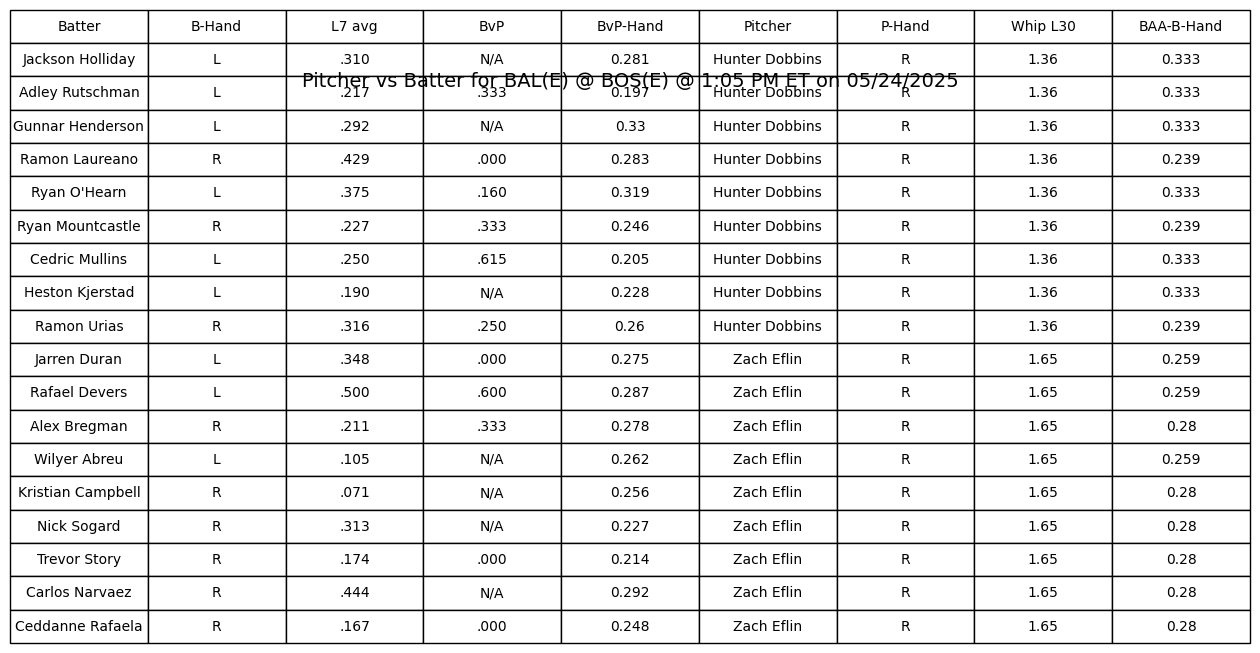 Batter B-Hand L7 avg BvP BvP-Hand Pitcher P-Hand Whip L30 BAA-B-Hand
Jackson Holliday L .310 N/A 0.281 Hunter Dobbins R 1.36 0.333
Pitcher vs Batter for BAL(E) @ BOS(E) @ 1:05 PM ET on 05/24/2025
Adley Rutschman L .217 .333 0.197 Hunter Dobbins R 1.36 0.333
Gunnar Henderson L .292 N/A 0.33 Hunter Dobbins R 1.36 0.333
Ramon Laureano R .429 .000 0.283 Hunter Dobbins R 1.36 0.239
Ryan O'Hearn L .375 .160 0.319 Hunter Dobbins R 1.36 0.333
Ryan Mountcastle R .227 .333 0.246 Hunter Dobbins R 1.36 0.239
Cedric Mullins L .250 .615 0.205 Hunter Dobbins R 1.36 0.333
Heston Kjerstad L .190 N/A 0.228 Hunter Dobbins R 1.36 0.333
Ramon Urias R .316 .250 0.26 Hunter Dobbins R 1.36 0.239
Jarren Duran L .348 .000 0.275 Zach Eflin R 1.65 0.259
Rafael Devers L .500 .600 0.287 Zach Eflin R 1.65 0.259
Alex Bregman R .211 .333 0.278 Zach Eflin R 1.65 0.28
Wilyer Abreu L .105 N/A 0.262 Zach Eflin R 1.65 0.259
Kristian Campbell R .071 N/A 0.256 Zach Eflin R 1.65 0.28
Nick Sogard R .313 N/A 0.227 Zach Eflin R 1.65 0.28
Trevor Story R .174 .000 0.214 Zach Eflin R 1.65 0.28
Carlos Narvaez R .444 N/A 0.292 Zach Eflin R 1.65 0.28
Ceddanne Rafaela R .167 .000 0.248 Zach Eflin R 1.65 0.28